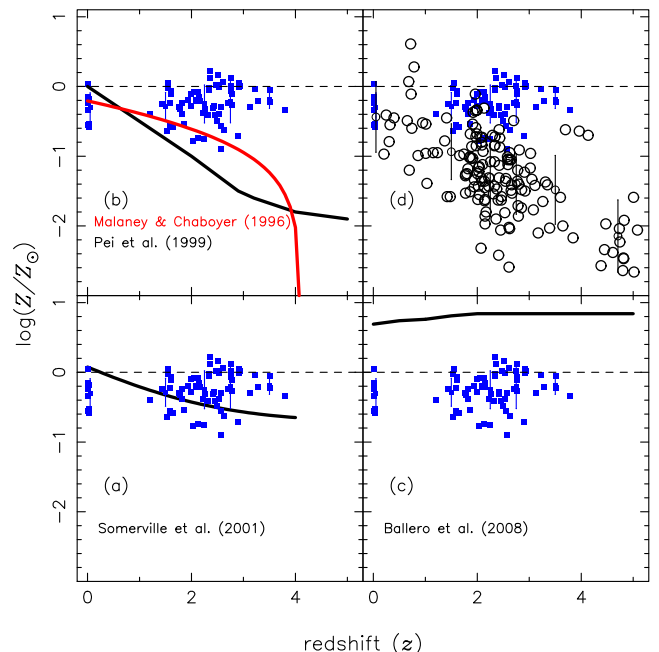 1
0
-1
-2
(b)
Malaney & Chaboyer (1996)
Pei et al. (1999)
(d)
log(Z/Z⊙)
1
0
-1
-2
(a)
Somerville et al. (2001)
(c)
Ballero et al. (2008)
0 2 4
0 2 4
redshift (z)